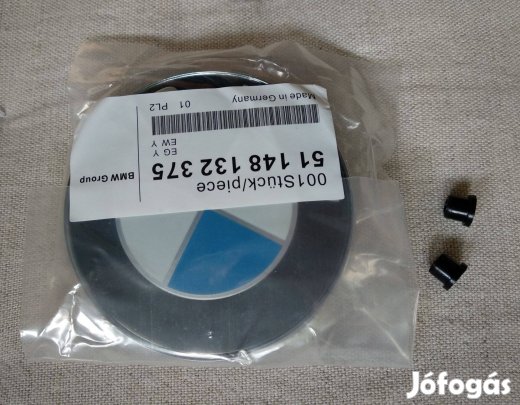 001Stück/piece
51 148 132 375
EG Y
EW Y
BMW Group
01 PL2
Made in Germany
Jófogás